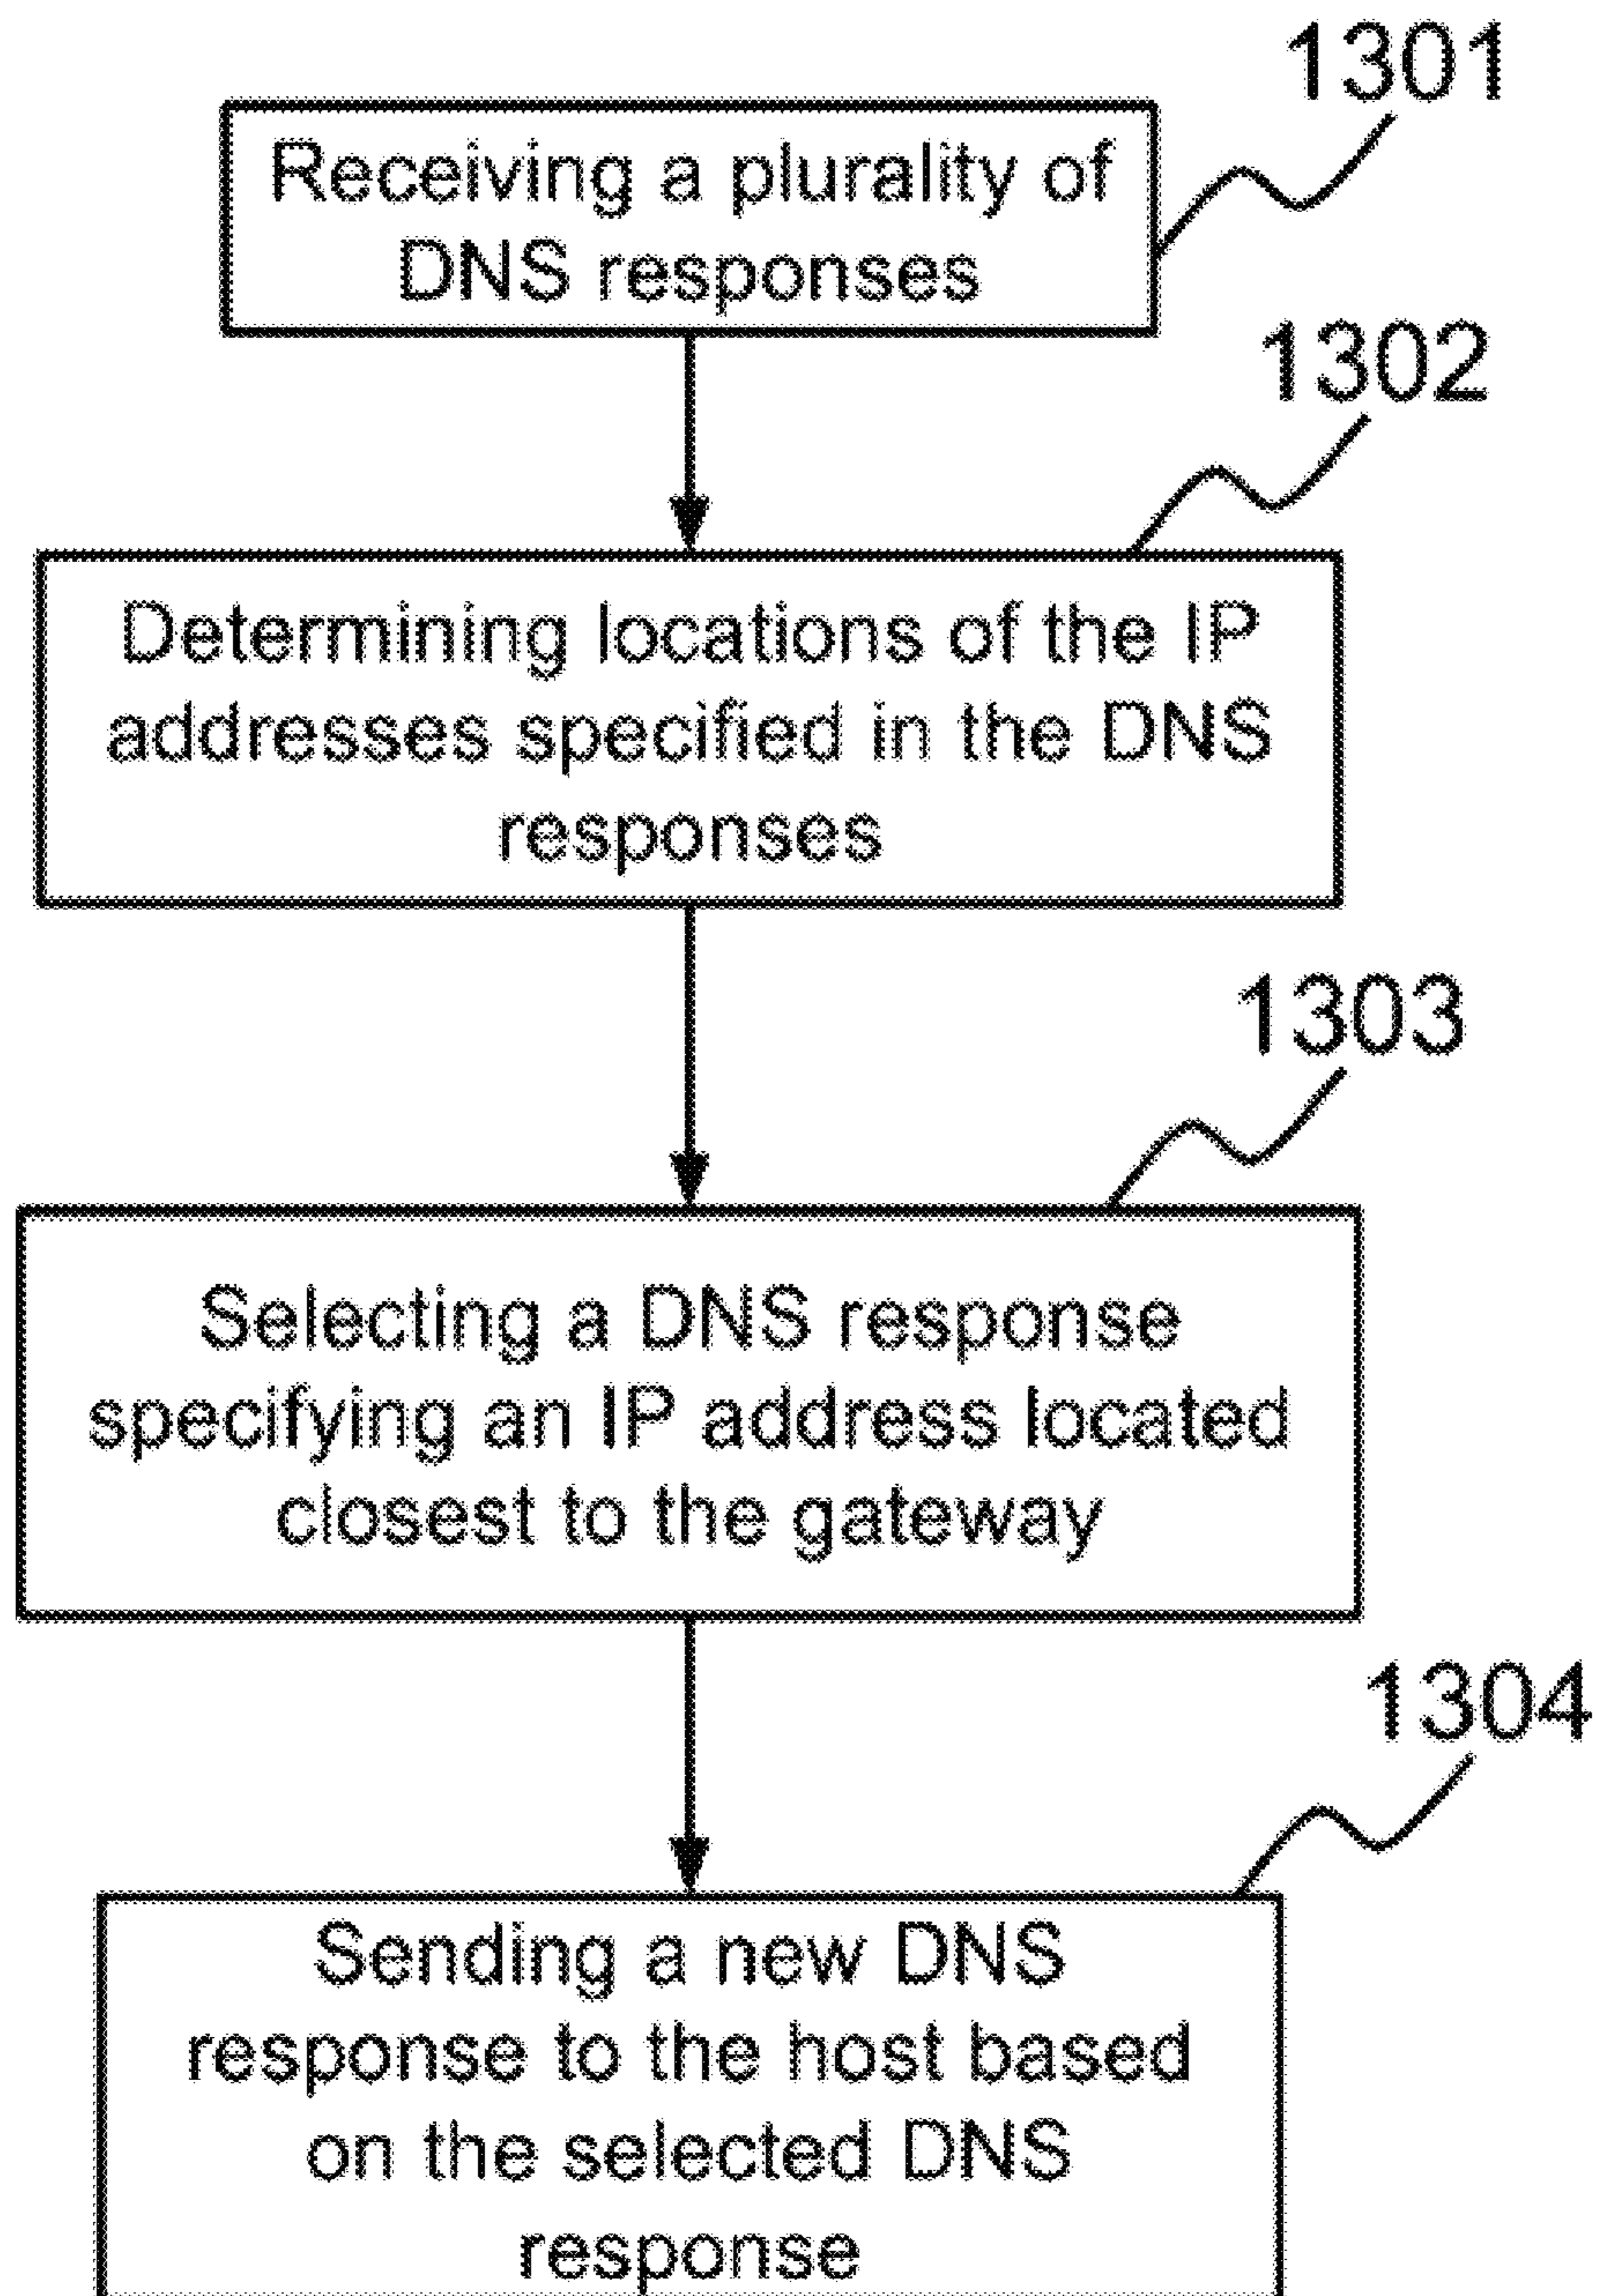 1301
Receiving a plurality of
DNS responses
1302
Determining locations of the IP
addresses specified in the DNS
responses
1303
Selecting a DNS response
specifying an IP address located
closest to the gateway
1304
Sending a new DNS
response to the host based
on the selected DNS
response